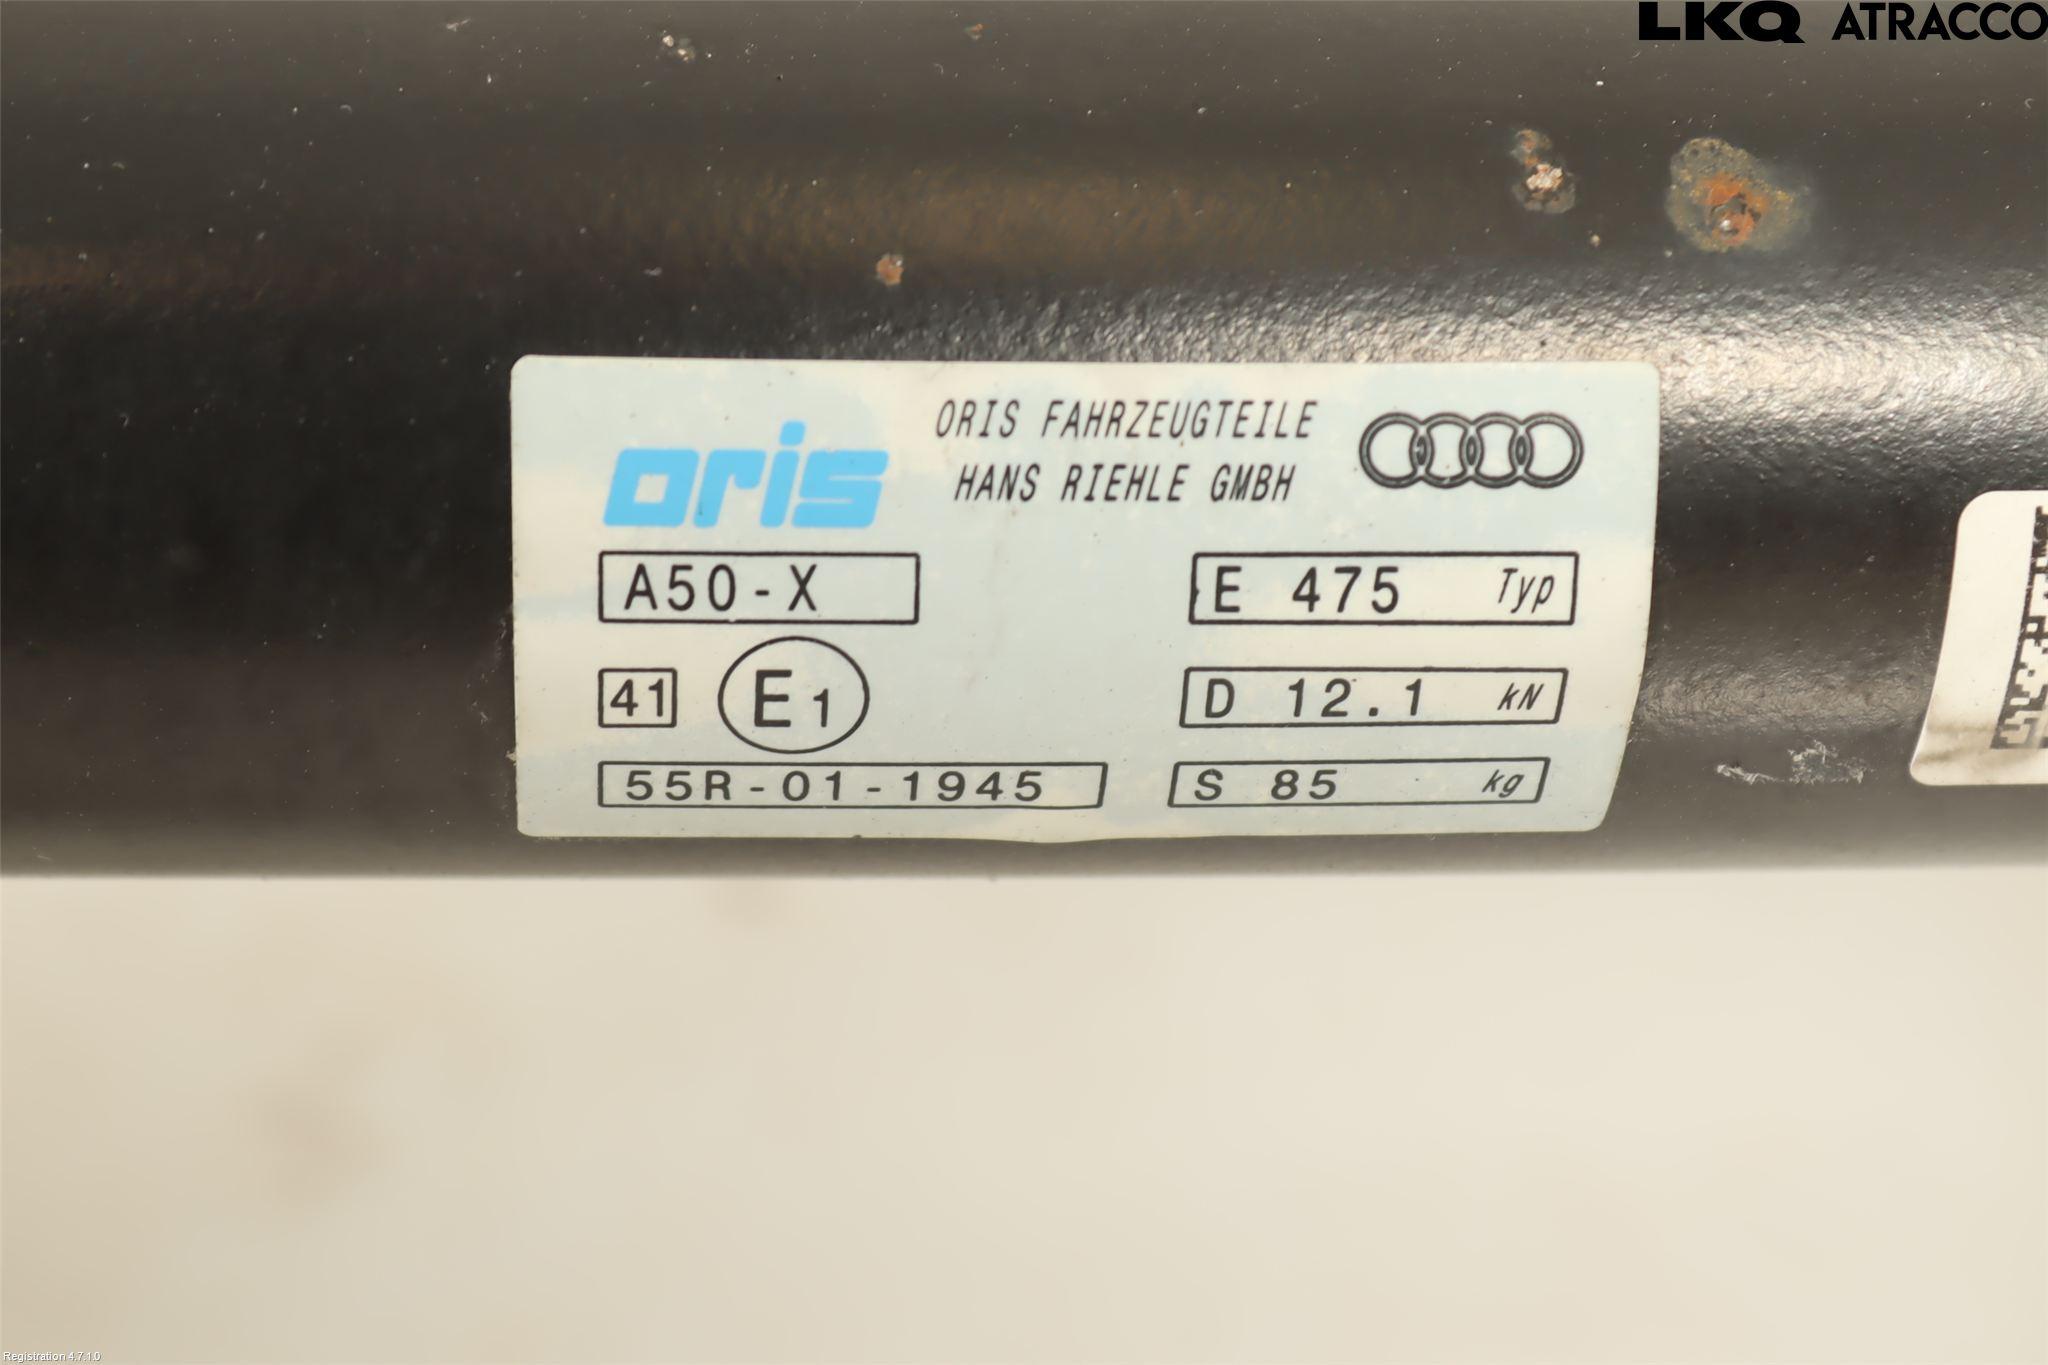 LKQ ATRACCO
oris
ORIS FAHRZEUGTEILE
HANS RIEHLE GMBH
A50-X
E 475 Typ
41 E1
D 12.1 kN
55R-01-1945
S 85 kg
Registration 4.7.1.0